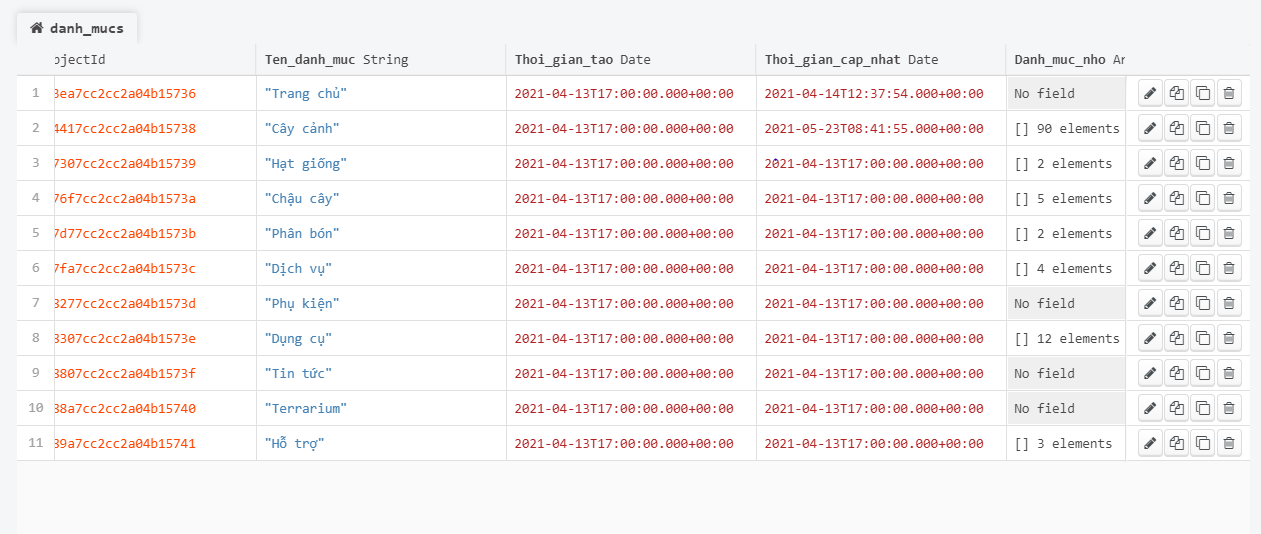 danh_mucs
bjectId Ten_danh_muc String Thoi_gian_tao Date Thoi_gian_cap_nhat Date Danh_muc_nho Ar
1 3ea7cc2cc2a04b15736 "Trang chủ" 2021-04-13T17:00:00.000+00:00 2021-04-14T12:37:54.000+00:00 No field
2 4417cc2cc2a04b15738 "Cây cảnh" 2021-04-13T17:00:00.000+00:00 2021-05-23T08:41:55.000+00:00 [] 90 elements
3 7307cc2cc2a04b15739 "Hạt giống" 2021-04-13T17:00:00.000+00:00 2021-04-13T17:00:00.000+00:00 [] 2 elements
4 76f7cc2cc2a04b1573a "Chậu cây" 2021-04-13T17:00:00.000+00:00 2021-04-13T17:00:00.000+00:00 [] 5 elements
5 7d77cc2cc2a04b1573b "Phân bón" 2021-04-13T17:00:00.000+00:00 2021-04-13T17:00:00.000+00:00 [] 2 elements
6 7fa7cc2cc2a04b1573c "Dịch vụ" 2021-04-13T17:00:00.000+00:00 2021-04-13T17:00:00.000+00:00 [] 4 elements
7 8277cc2cc2a04b1573d "Phụ kiện" 2021-04-13T17:00:00.000+00:00 2021-04-13T17:00:00.000+00:00 No field
8 8307cc2cc2a04b1573e "Dụng cụ" 2021-04-13T17:00:00.000+00:00 2021-04-13T17:00:00.000+00:00 [] 12 elements
9 8807cc2cc2a04b1573f "Tin tức" 2021-04-13T17:00:00.000+00:00 2021-04-13T17:00:00.000+00:00 No field
10 88a7cc2cc2a04b15740 "Terrarium" 2021-04-13T17:00:00.000+00:00 2021-04-13T17:00:00.000+00:00 No field
11 89a7cc2cc2a04b15741 "Hỗ trợ" 2021-04-13T17:00:00.000+00:00 2021-04-13T17:00:00.000+00:00 [] 3 elements